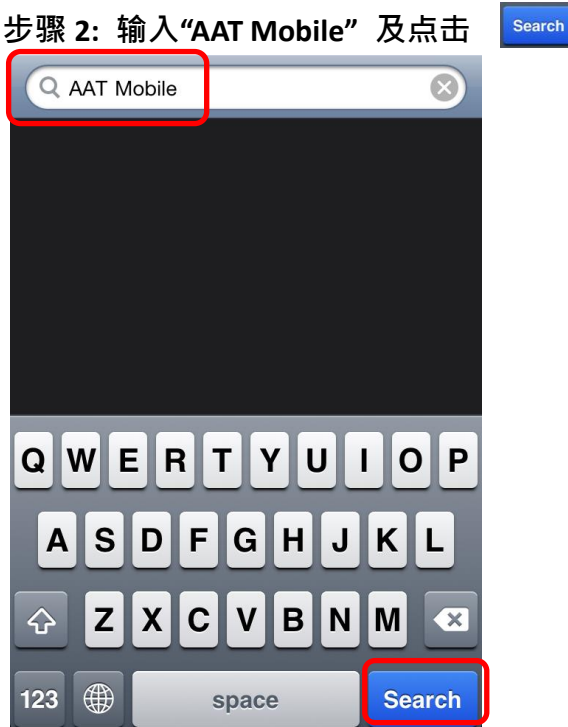 步骤 2: 输入“AAT Mobile” 及点击 Search
AAT Mobile
Q W E R T Y U I O P
A S D F G H J K L
Z X C V B N M
123 space Search